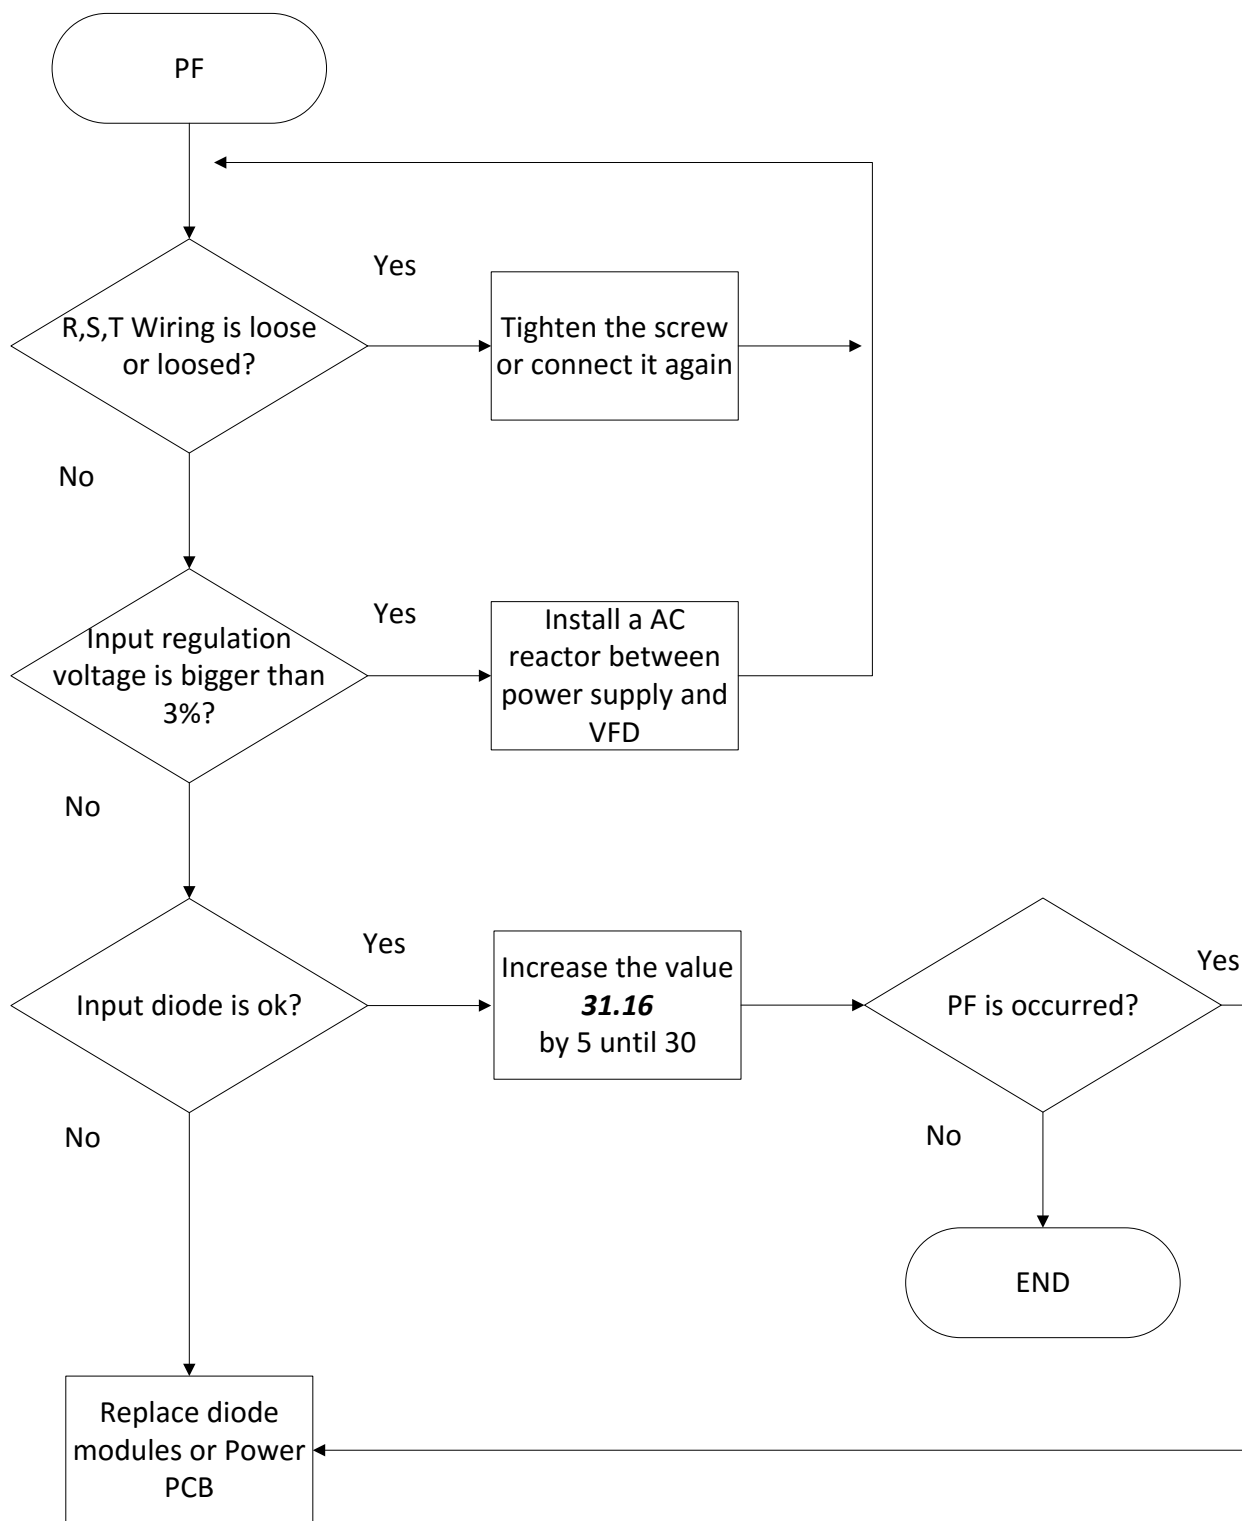 PF
R,S,T Wiring is loose
or loosed?
Yes
Tighten the screw
or connect it again
No
Input regulation
voltage is bigger than
3%?
Yes
Install a AC
reactor between
power supply and
VFD
No
Input diode is ok?
Yes
Increase the value
31.16
by 5 until 30
PF is occurred?
Yes
No
No
END
Replace diode
modules or Power
PCB